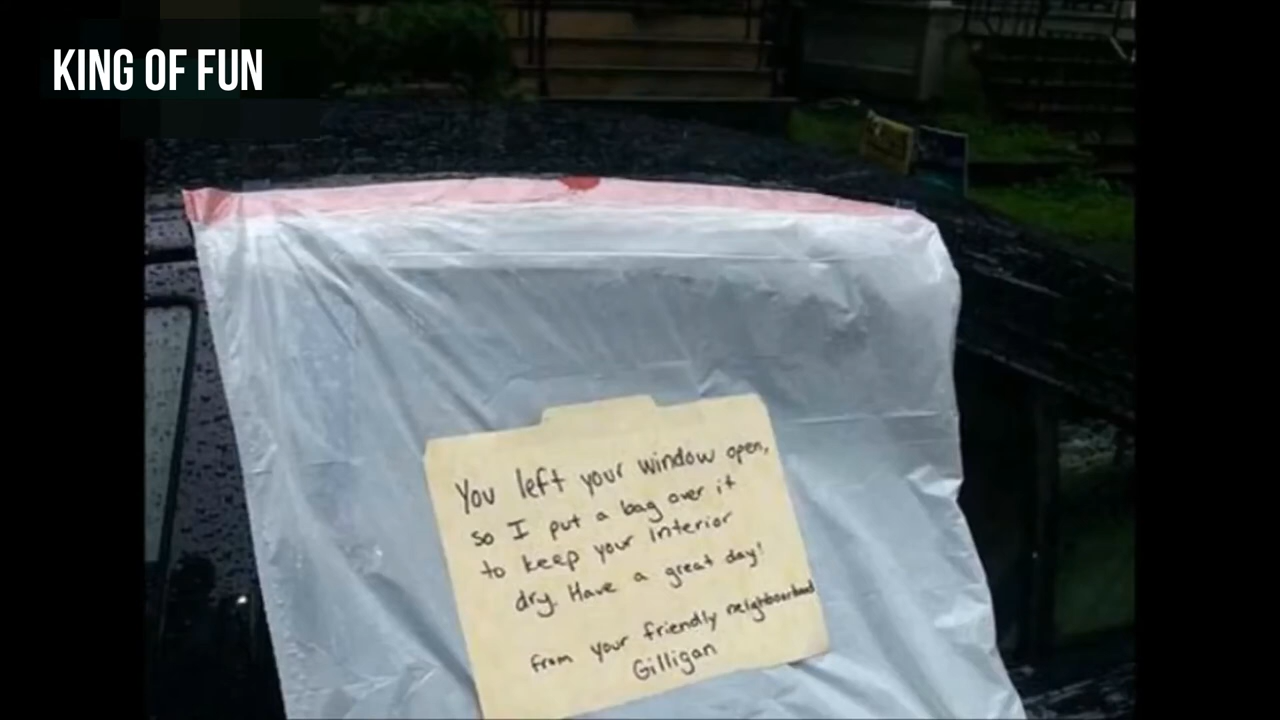 KING OF FUN
You left your window open,
so I put a bag over it
to keep your interior
dry. Have a great day!
from your friendly neighbourhood
Gilligan